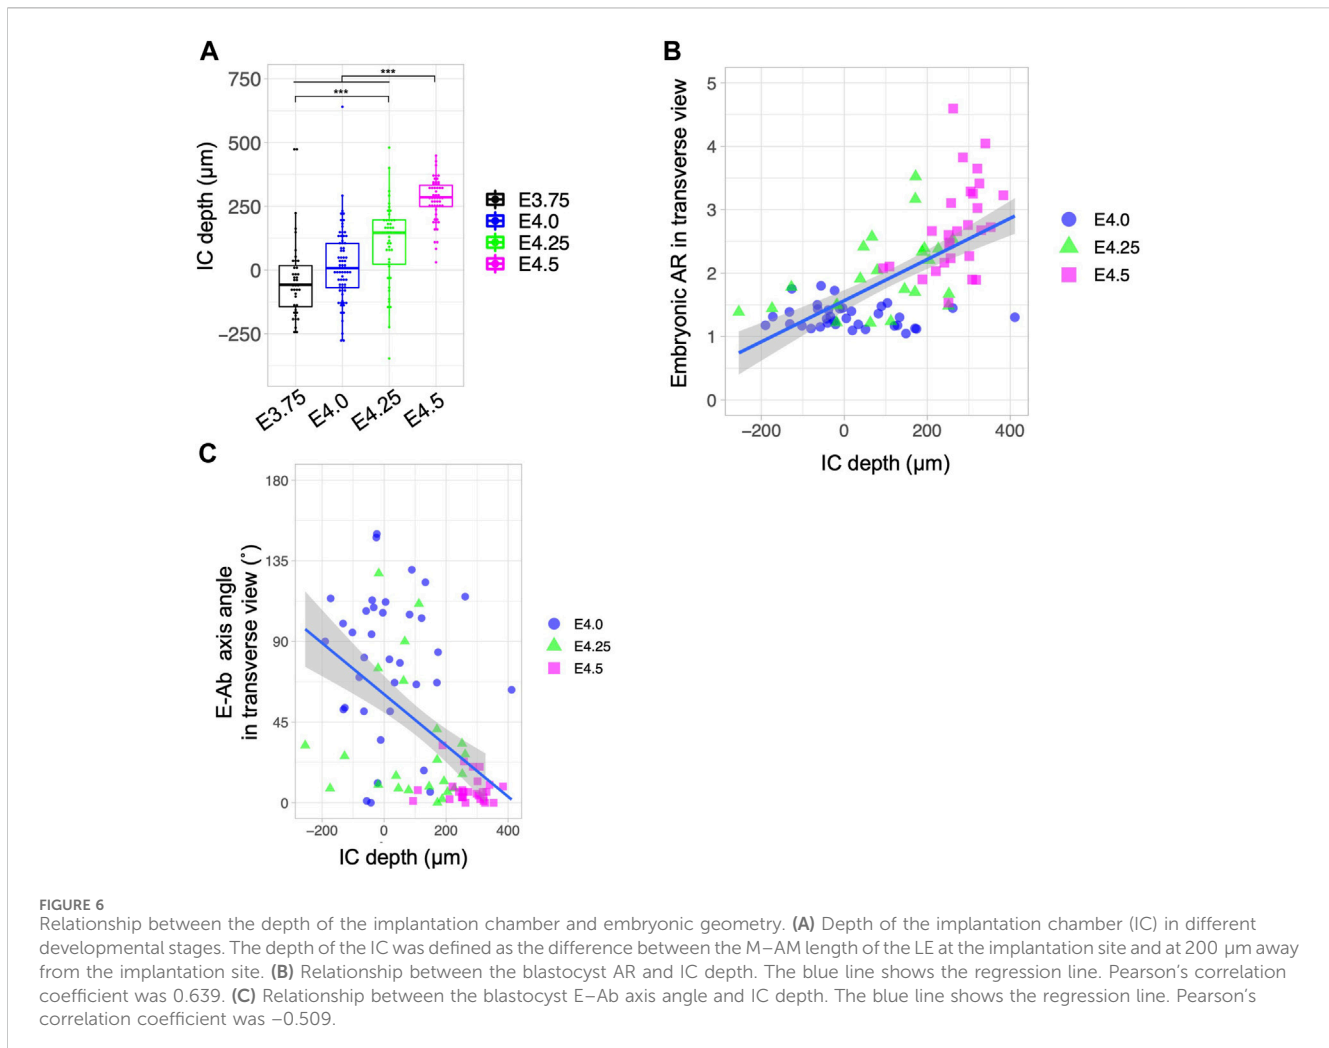 A
750
500
250
0
−250
IC depth (µm)
***
***
E3.75
E4.0
E4.25
E4.5
E3.75
E4.0
E4.25
E4.5
B
5
4
3
2
1
0
Embryonic AR in transverse view
−200
0
200
400
IC depth (µm)
E4.0
E4.25
E4.5
C
180
135
90
45
0
E-Ab axis angle
in transverse view (°)
−200
0
200
400
IC depth (µm)
E4.0
E4.25
E4.5
FIGURE 6
Relationship between the depth of the implantation chamber and embryonic geometry. (A) Depth of the implantation chamber (IC) in different
developmental stages. The depth of the IC was defined as the difference between the M–AM length of the LE at the implantation site and at 200 µm away
from the implantation site. (B) Relationship between the blastocyst AR and IC depth. The blue line shows the regression line. Pearson's correlation
coefficient was 0.639. (C) Relationship between the blastocyst E–Ab axis angle and IC depth. The blue line shows the regression line. Pearson's
correlation coefficient was −0.509.